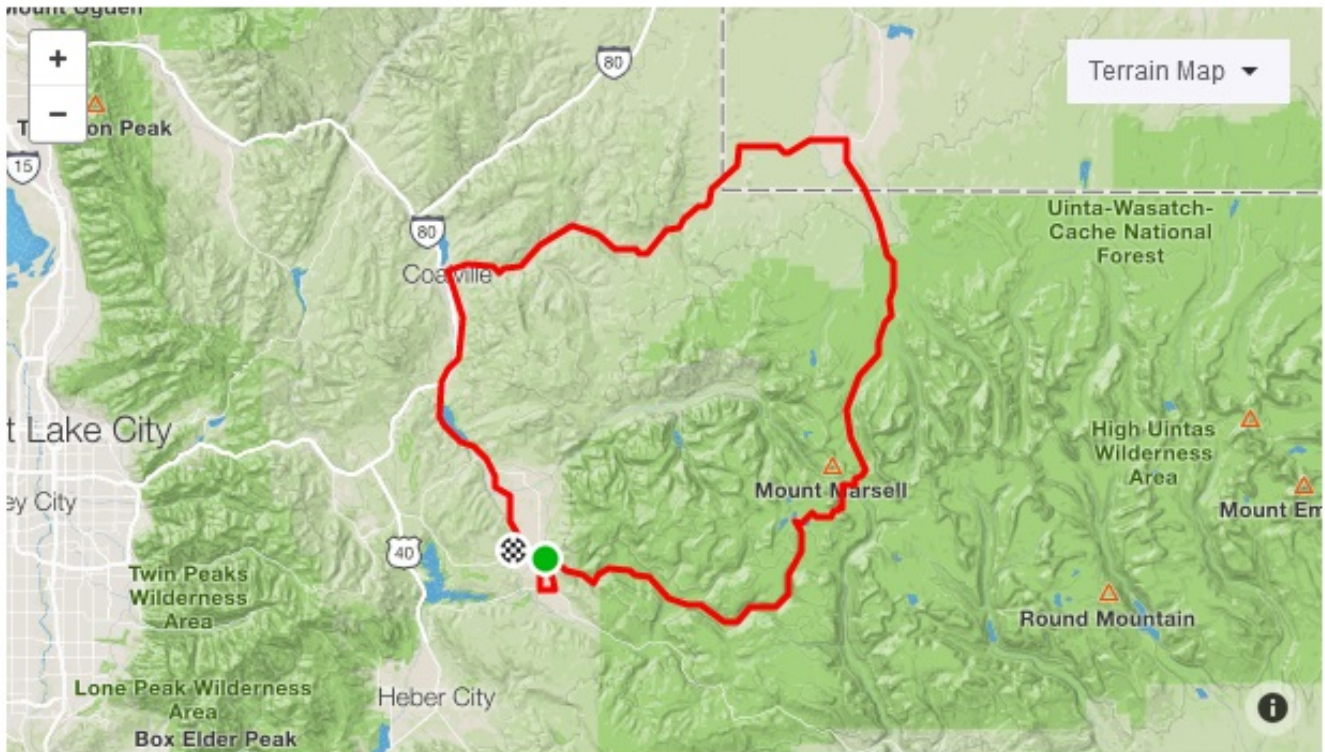 Mount Ogden
80
Terrain Map
+
−
on Peak
15
Uinta-Wasatch-
Cache National
Forest
80
Coalville
t Lake City
High Uintas
Wilderness
Area
Mount Marsell
ey City
Mount Em
40
Twin Peaks
Wilderness
Area
Round Mountain
Lone Peak Wilderness
Area
Heber City
Box Elder Peak
i